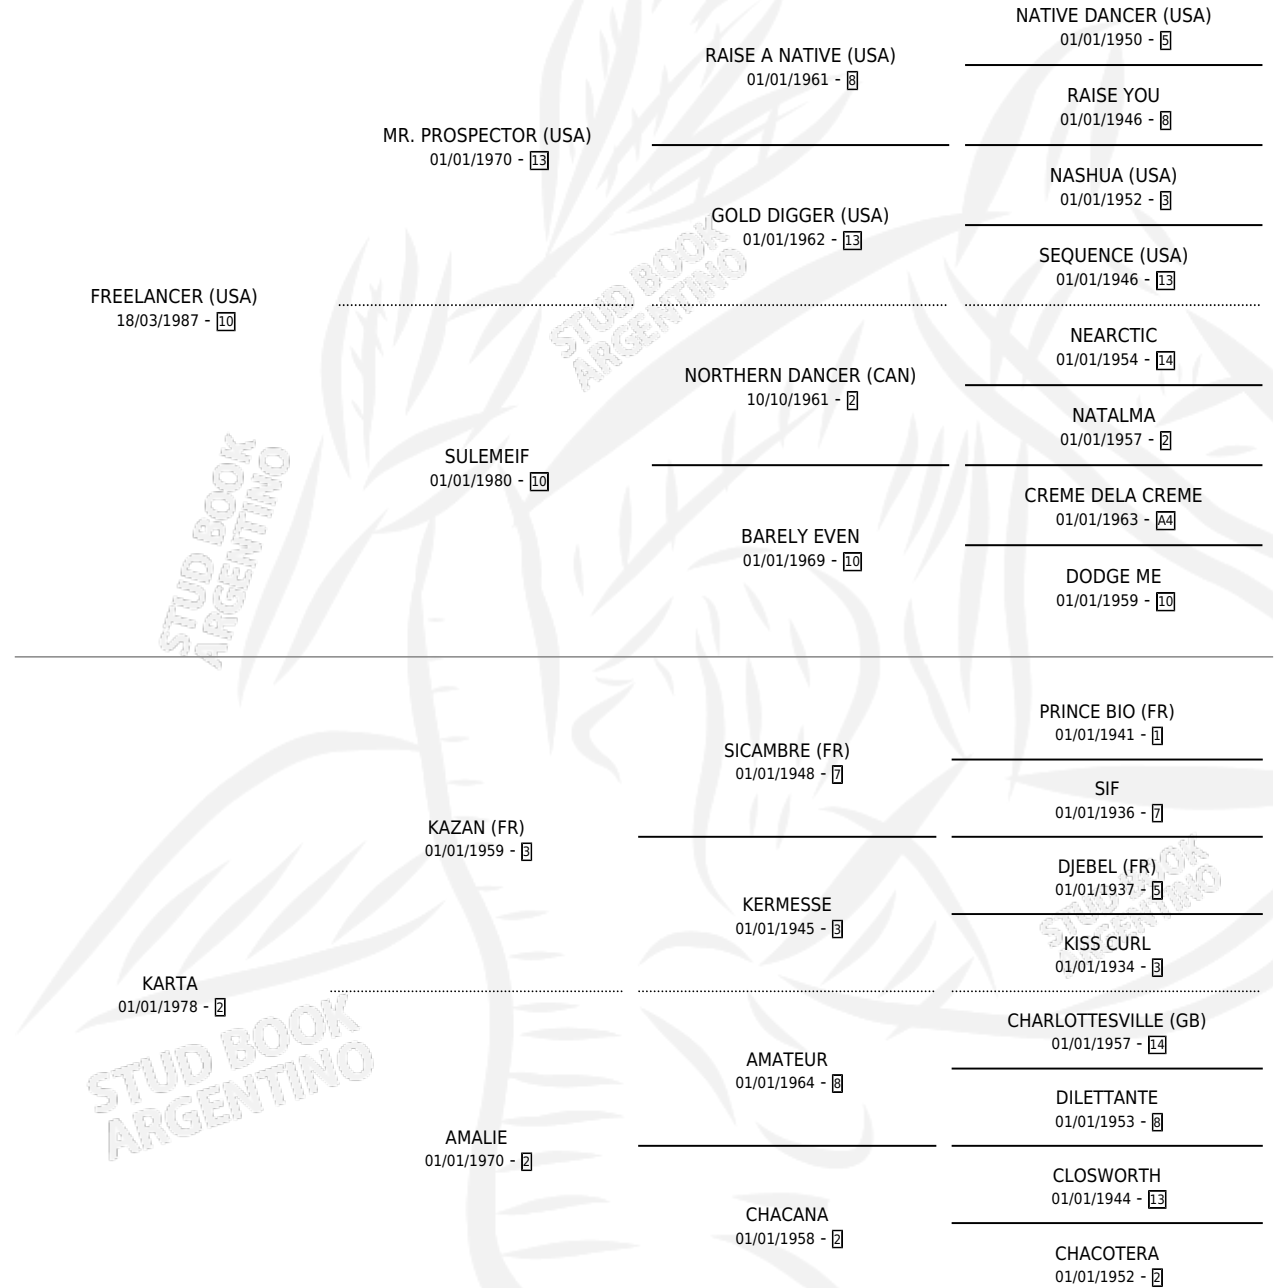 NATIVE DANCER (USA)
01/01/1950 - 5
RAISE A NATIVE (USA)
01/01/1961 - 8
RAISE YOU
01/01/1946 - 8
MR. PROSPECTOR (USA)
01/01/1970 - 13
NASHUA (USA)
01/01/1952 - 3
GOLD DIGGER (USA)
01/01/1962 - 13
SEQUENCE (USA)
01/01/1946 - 13
FREELANCER (USA)
18/03/1987 - 10
NEARCTIC
01/01/1954 - 14
NORTHERN DANCER (CAN)
10/10/1961 - 2
NATALMA
01/01/1957 - 2
SULEMEIF
01/01/1980 - 10
CREME DELA CREME
01/01/1963 - A4
BARELY EVEN
01/01/1969 - 10
DODGE ME
01/01/1959 - 10
PRINCE BIO (FR)
01/01/1941 - 1
SICAMBRE (FR)
01/01/1948 - 7
SIF
01/01/1936 - 7
KAZAN (FR)
01/01/1959 - 3
DJEBEL (FR)
01/01/1937 - 5
KERMESSE
01/01/1945 - 3
KISS CURL
01/01/1934 - 3
KARTA
01/01/1978 - 2
CHARLOTTESVILLE (GB)
01/01/1957 - 14
AMATEUR
01/01/1964 - 8
DILETTANTE
01/01/1953 - 8
AMALIE
01/01/1970 - 2
CLOSWORTH
01/01/1944 - 13
CHACANA
01/01/1958 - 2
CHACOTERA
01/01/1952 - 2
STUD BOOK
ARGENTINO
STUD BOOK
ARGENTINO
STUD BOOK
ARGENTINO
STUD BOOK
ARGENTINO